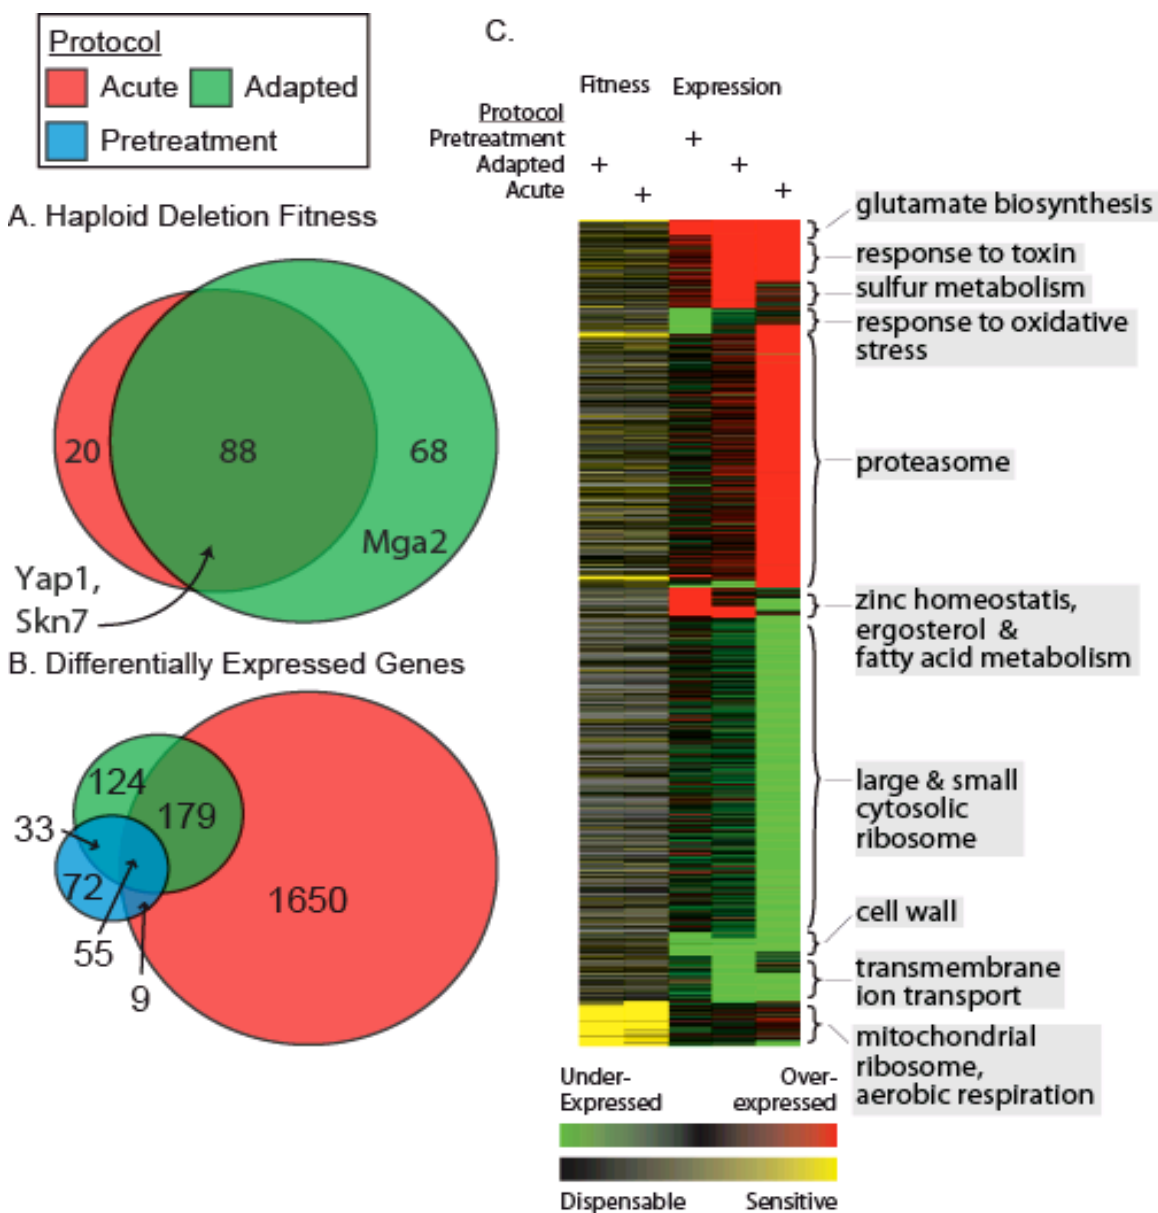 Protocol
Acute Adapted
Pretreatment
A. Haploid Deletion Fitness
20 88 68
Mga2
Yap1,
Skn7
B. Differentially Expressed Genes
124
179
33
72
1650
55
9
C.
Fitness Expression
Protocol
Pretreatment +
Adapted + +
Acute + +
glutamate biosynthesis
response to toxin
sulfur metabolism
response to oxidative
stress
proteasome
zinc homeostatis,
ergosterol &
fatty acid metabolism
large & small
cytosolic
ribosome
cell wall
transmembrane
ion transport
mitochondrial
ribosome,
aerobic respiration
Under- Over-
Expressed expressed
Dispensable Sensitive